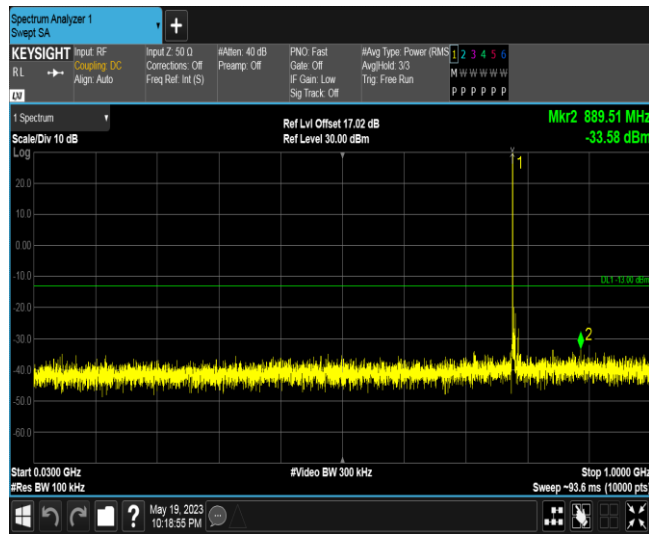 Spectrum Analyzer 1
Swept SA
+
KEYSIGHT
RL
LXI
Input: RF
Coupling: DC
Align: Auto
Input Z: 50 Ω
Corrections: Off
Freq Ref: Int (S)
#Atten: 40 dB
Preamp: Off
PNO: Fast
Gate: Off
IF Gain: Low
Sig Track: Off
#Avg Type: Power (RMS
Avg|Hold: 3/3
Trig: Free Run
1 2 3 4 5 6
M W W W W W
P P P P P P
1 Spectrum
Scale/Div 10 dB
Log
Ref Lvl Offset 17.02 dB
Ref Level 30.00 dBm
Mkr2 889.51 MHz
-33.58 dBm
1
20.0
10.0
0.00
-10.0
DL1 -13.00 dBm
-20.0
-30.0
2
-40.0
-50.0
-60.0
Start 0.0300 GHz
#Res BW 100 kHz
#Video BW 300 kHz
Stop 1.0000 GHz
Sweep ~93.6 ms (10000 pts)
?
May 19, 2023
10:18:55 PM